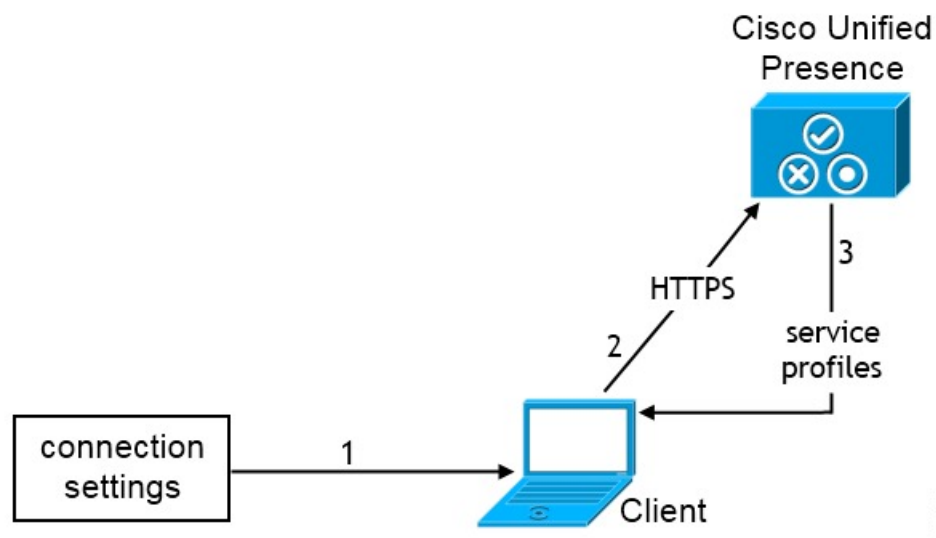 Cisco Unified
Presence
3
HTTPS
service
profiles
2
connection
settings
1
Client